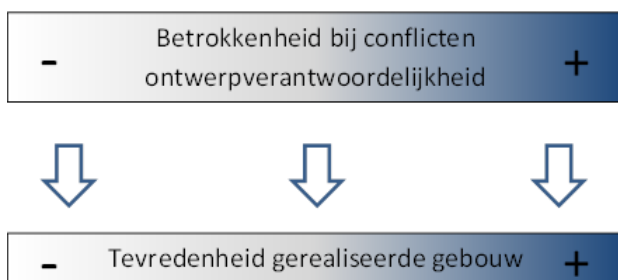 Betrokkenheid bij conflicten
- ontwerpverantwoordelijkheid +
- Tevredenheid gerealiseerde gebouw +